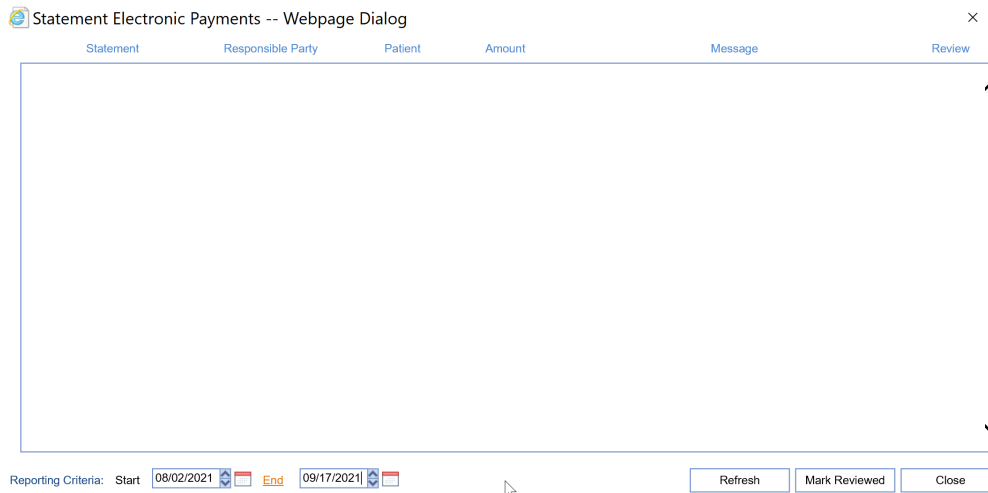 Statement Electronic Payments -- Webpage Dialog
Statement Responsible Party Patient Amount Message Review
Reporting Criteria: Start 08/02/2021 End 09/17/2021 Refresh Mark Reviewed Close